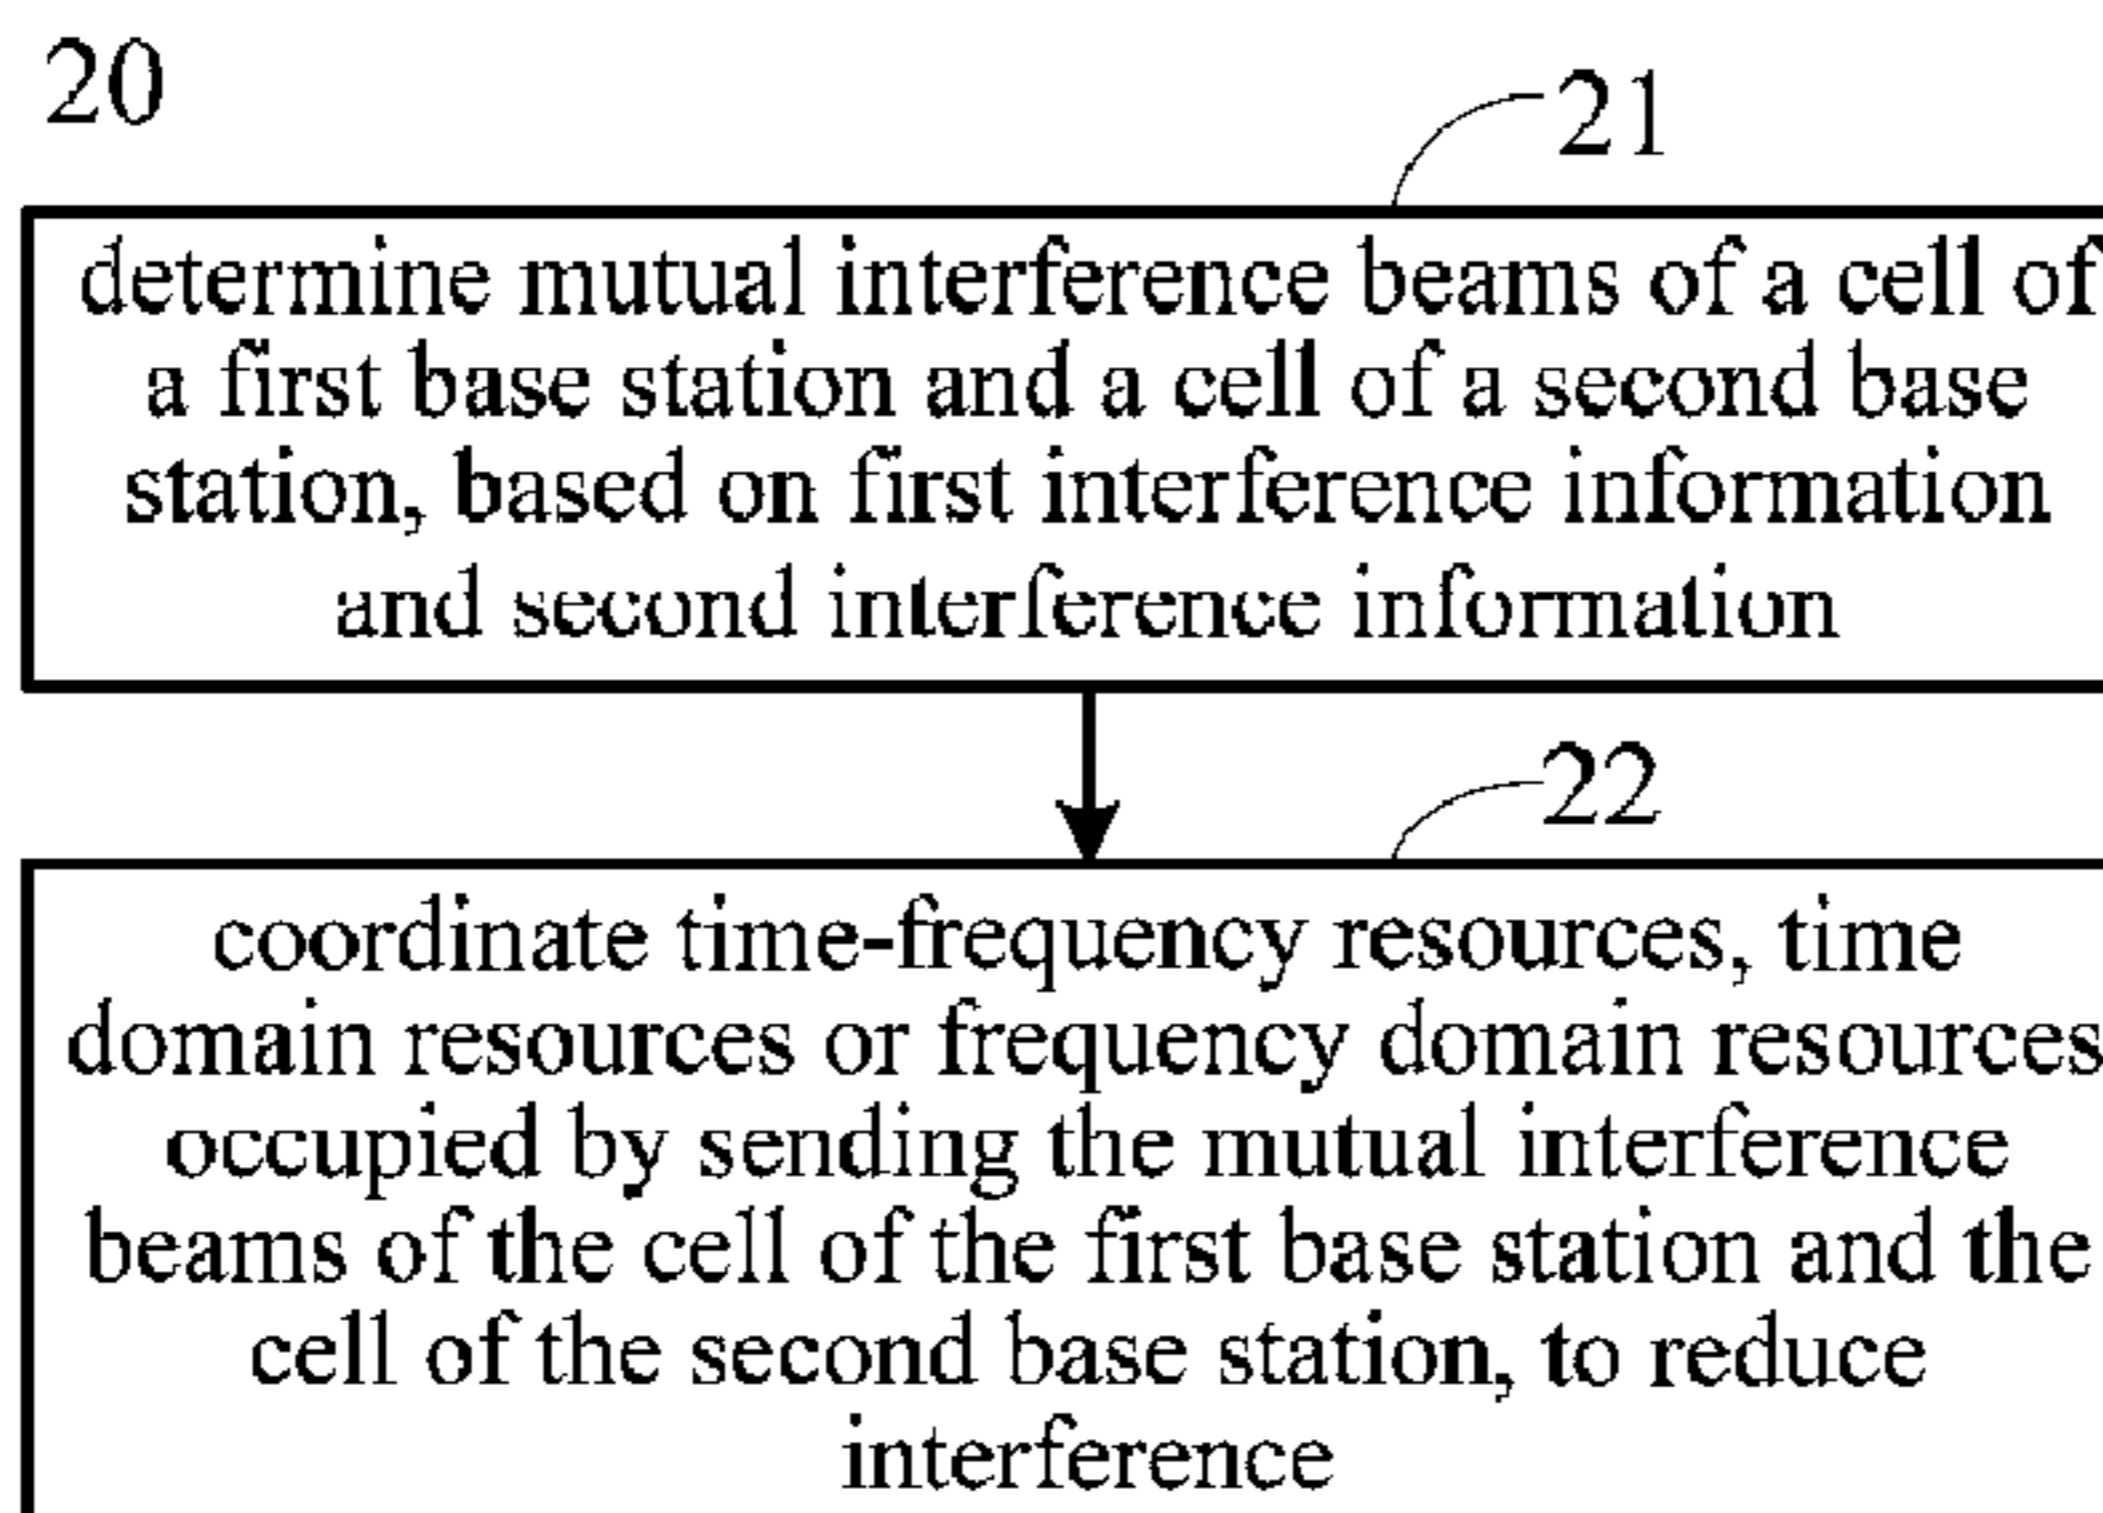 20
21
determine mutual interference beams of a cell of
a first base station and a cell of a second base
station, based on first interference information
and second interference information
22
coordinate time-frequency resources, time
domain resources or frequency domain resources
occupied by sending the mutual interference
beams of the cell of the first base station and the
cell of the second base station, to reduce
interference